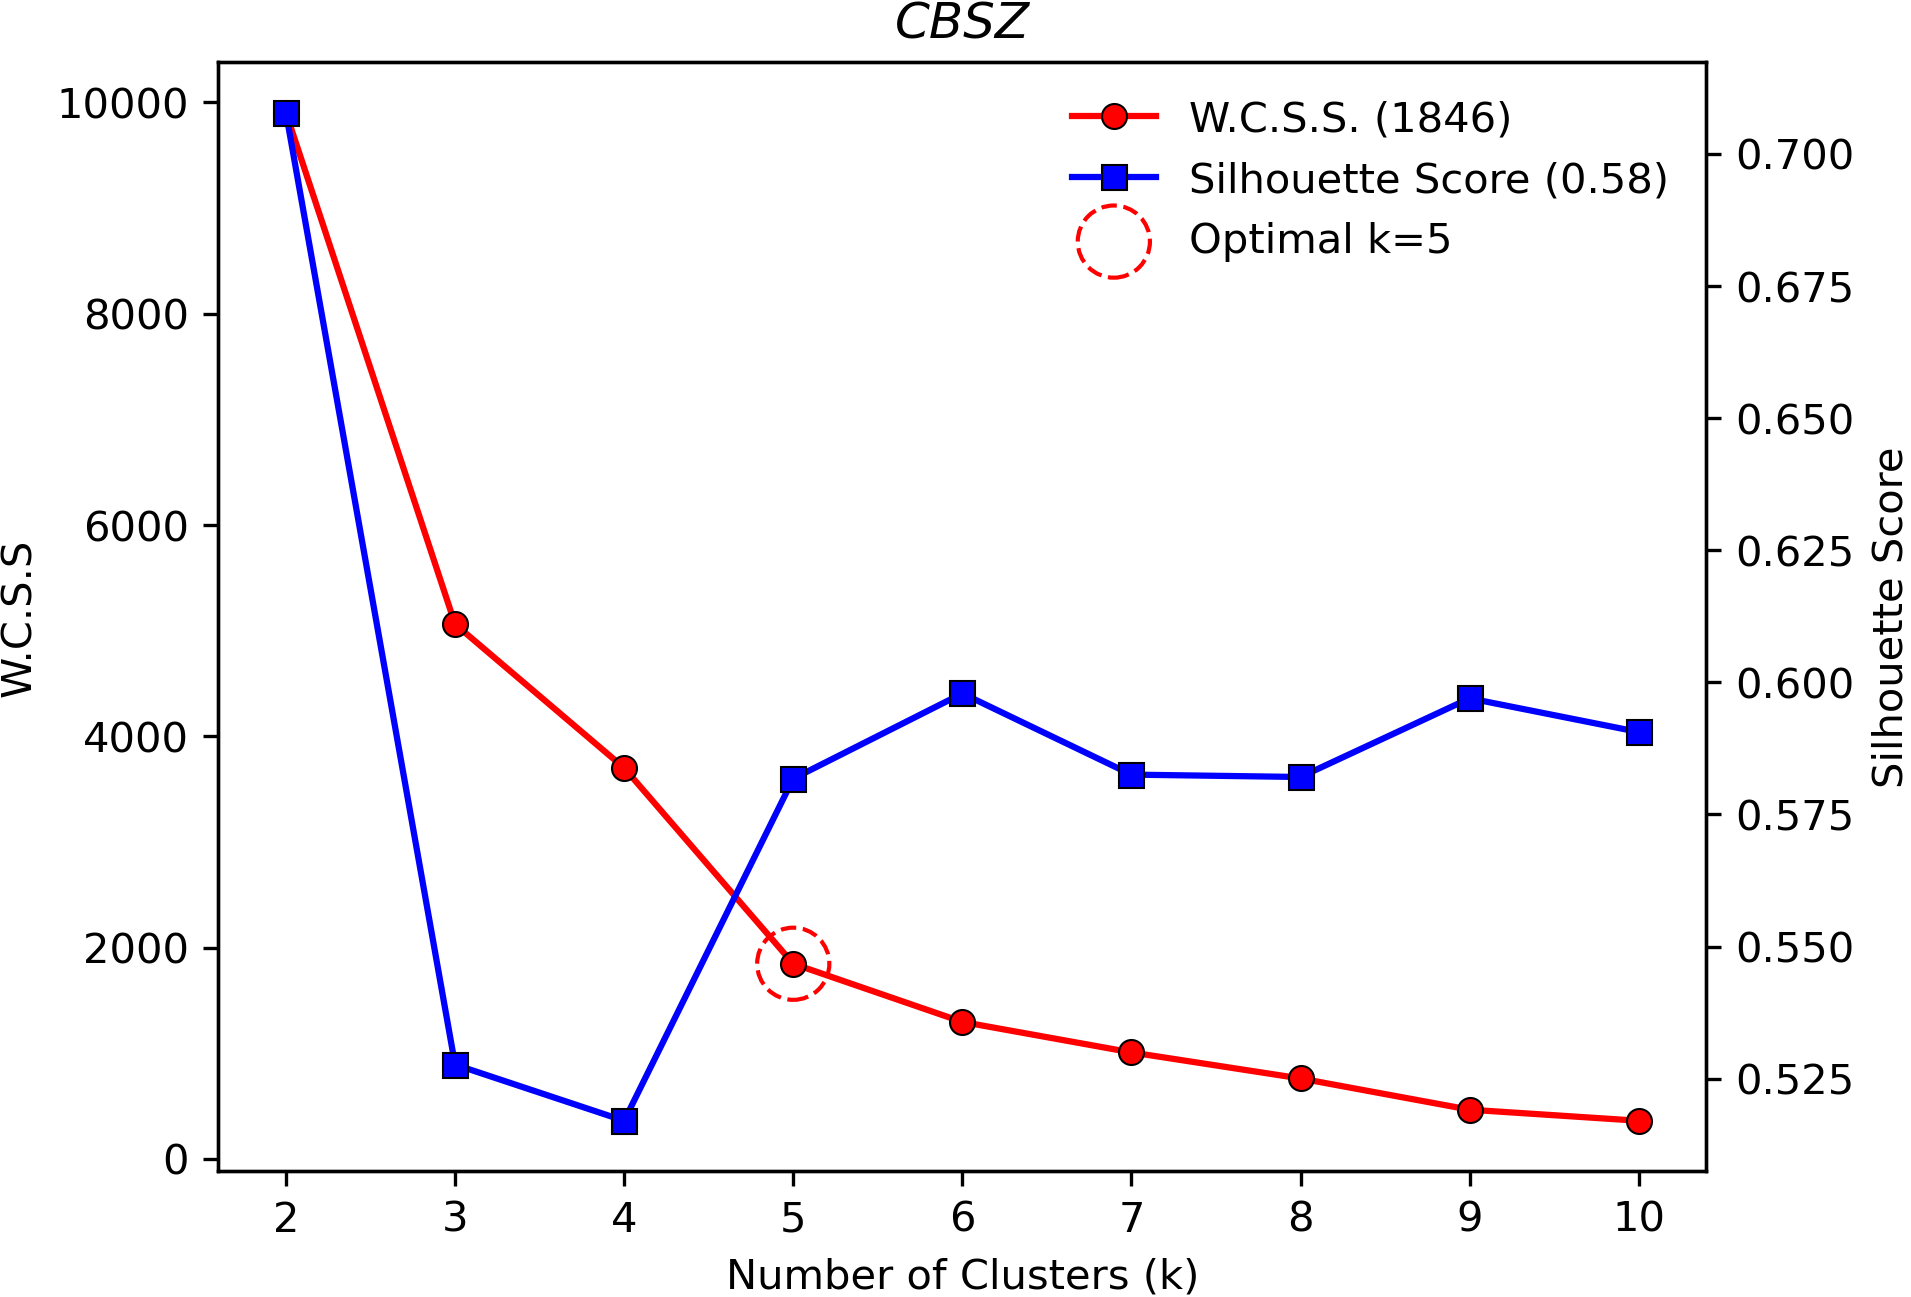 CBSZ
W.C.S.S. (1846)
Silhouette Score (0.58)
Optimal k=5
10000
8000
6000
4000
2000
0
W.C.S.S
0.700
0.675
0.650
0.625
0.600
0.575
0.550
0.525
Silhouette Score
2 3 4 5 6 7 8 9 10
Number of Clusters (k)